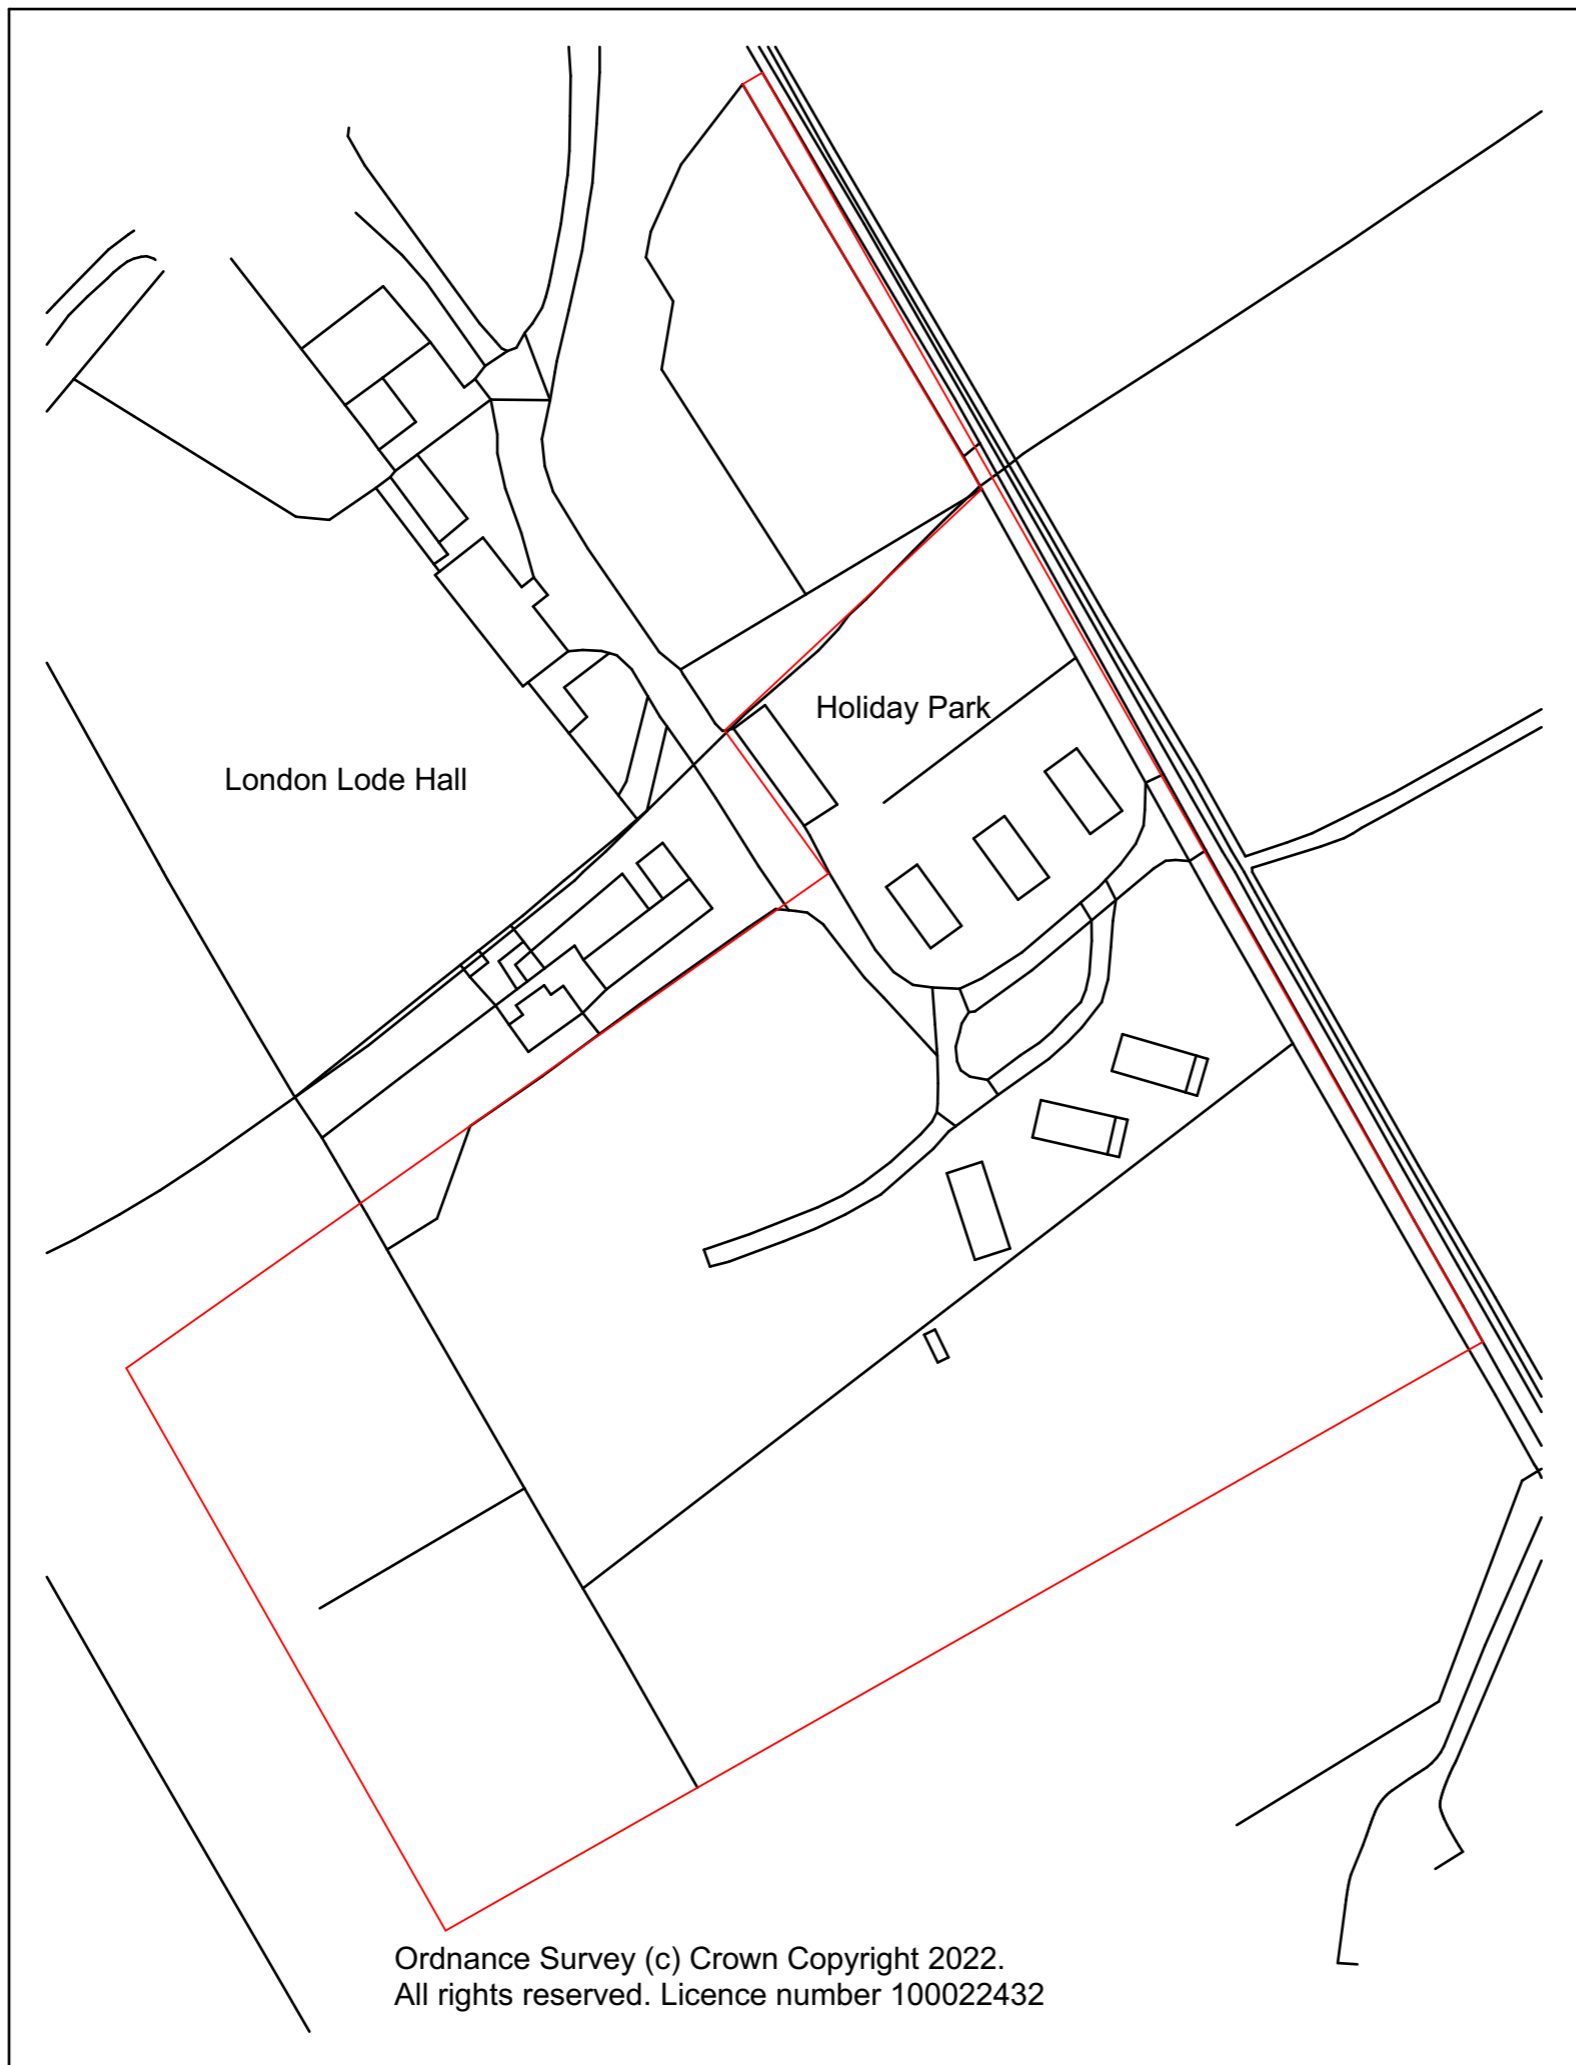 Holiday Park
London Lode Hall
Ordnance Survey (c) Crown Copyright 2022.
All rights reserved. Licence number 100022432